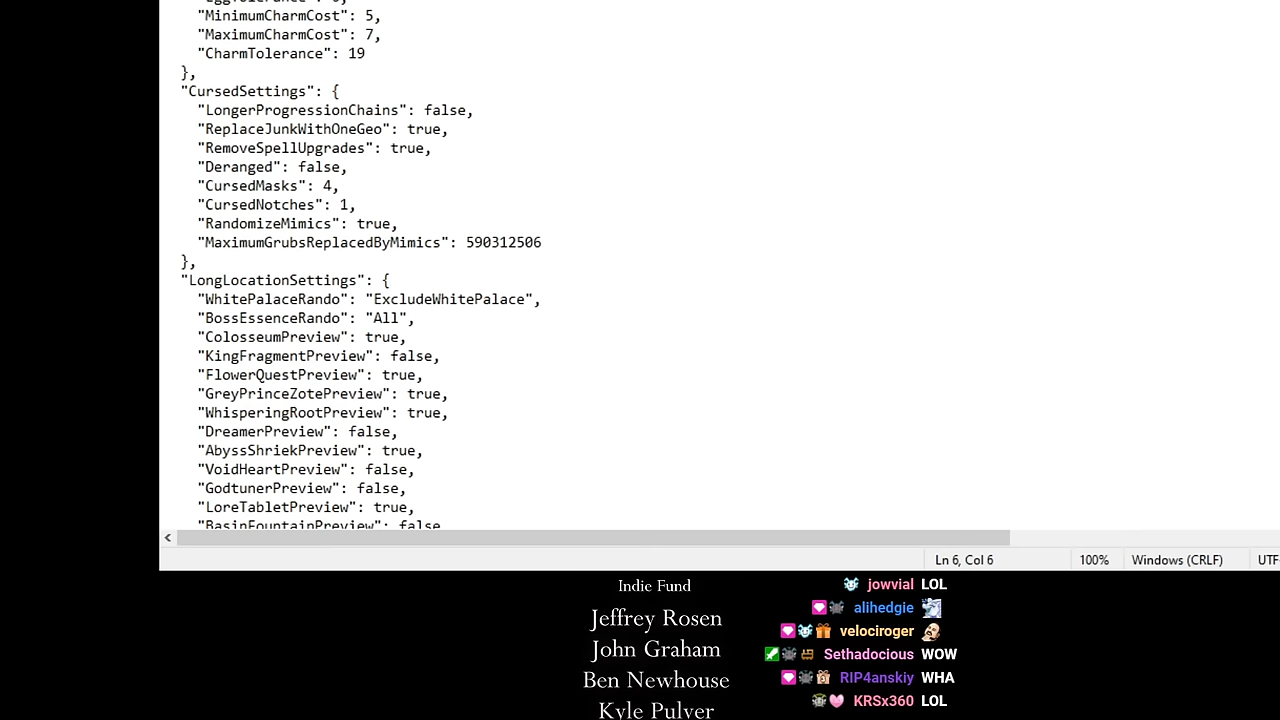 "MinimumCharmCost": 5,
"MaximumCharmCost": 7,
"CharmTolerance": 19
},
"CursedSettings": {
"LongerProgressionChains": false,
"ReplaceJunkWithOneGeo": true,
"RemoveSpellUpgrades": true,
"Deranged": false,
"CursedMasks": 4,
"CursedNotches": 1,
"RandomizeMimics": true,
"MaximumGrubsReplacedByMimics": 590312506
},
"LongLocationSettings": {
"WhitePalaceRando": "ExcludeWhitePalace",
"BossEssenceRando": "All",
"ColosseumPreview": true,
"KingFragmentPreview": false,
"FlowerQuestPreview": true,
"GreyPrinceZotePreview": true,
"WhisperingRootPreview": true,
"DreamerPreview": false,
"AbyssShriekPreview": true,
"VoidHeartPreview": false,
"GodtunerPreview": false,
"LoreTabletPreview": true,
"BasinFountainPreview": false
Ln 6, Col 6 100% Windows (CRLF) UTF
Indie Fund
Jeffrey Rosen
John Graham
Ben Newhouse
Kyle Pulver
jowvial LOL
alihedgie
velociroger
Sethadocious WOW
RIP4anskiy WHA
KRSx360 LOL